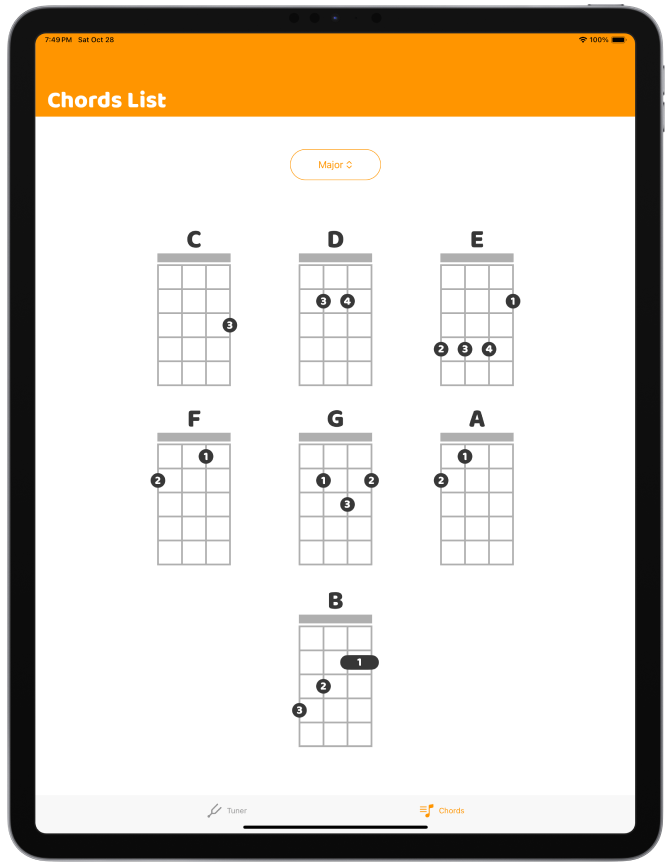 7:49 PM Sat Oct 28 100%
Chords List
Major
C D E
3 4
1
3
2 3 4
F G A
1 1
2 1 2 2
3
B
1
2
3
Tuner Chords